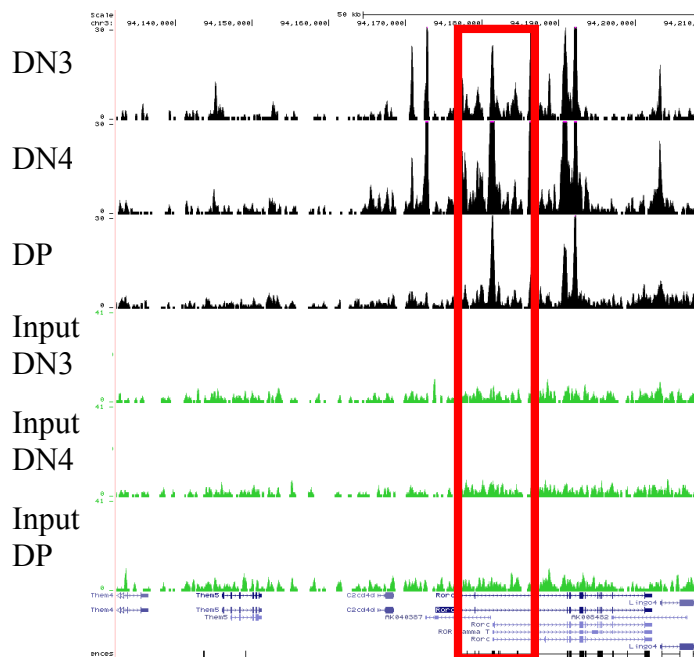 Scale 50 kb
chr3: 94,140,000 94,150,000 94,160,000 94,170,000 94,180,000 94,190,000 94,200,000 94,210,
30
DN3
0
30
DN4
0
30
DP
0
41
Input
DN3
0
41
Input
DN4
0
41
Input
DP
0
Them4 Them5 C2cd4d Rorc Lingo4
Them4 Them5 C2cd4d Rorc AK008452
Them5 AK040387 Rorc
ROR gamma T
Rorc
Lingo4
ences